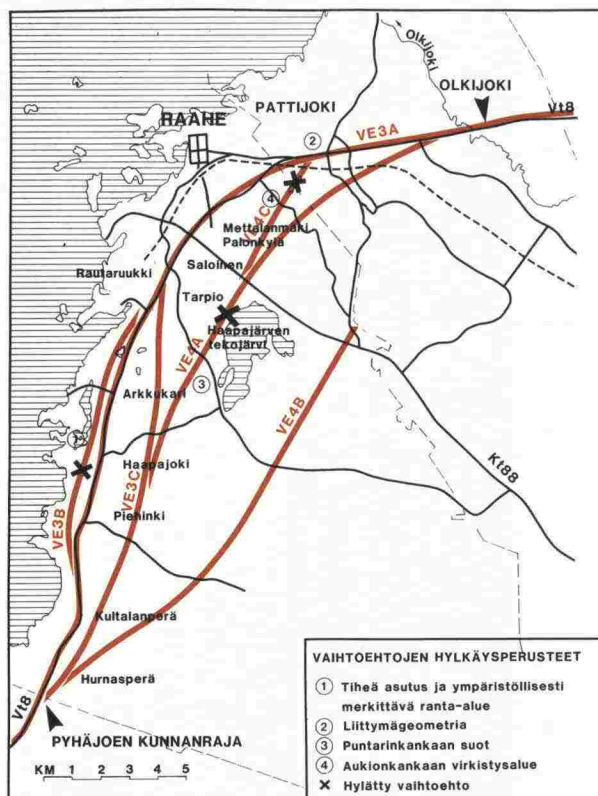 Olkijoki
OLKIJOKI
Vt8
PATTIJOKI
RAAHE
VE3A
2
4
VE4C
Mettalanmäki
Palonkylä
Saloinen
Rautaruukki
Tarpio
Haapajärven
tekojärvi
VE4A
3
Arkkukari
VE4B
1
Haapajoki
Kt88
VE3C
VE3B
Piehinki
Kultalanperä
Hurnasperä
Vt8
PYHÄJOEN KUNNANRAJA
KM 1 2 3 4 5
VAIHTOEHTOJEN HYLKÄYSPERUSTEET
1 Tiheä asutus ja ympäristöllisesti
merkittävä ranta-alue
2 Liittymägeometria
3 Puntarinkankaan suot
4 Aukionkankaan virkistysalue
Hylätty vaihtoehto